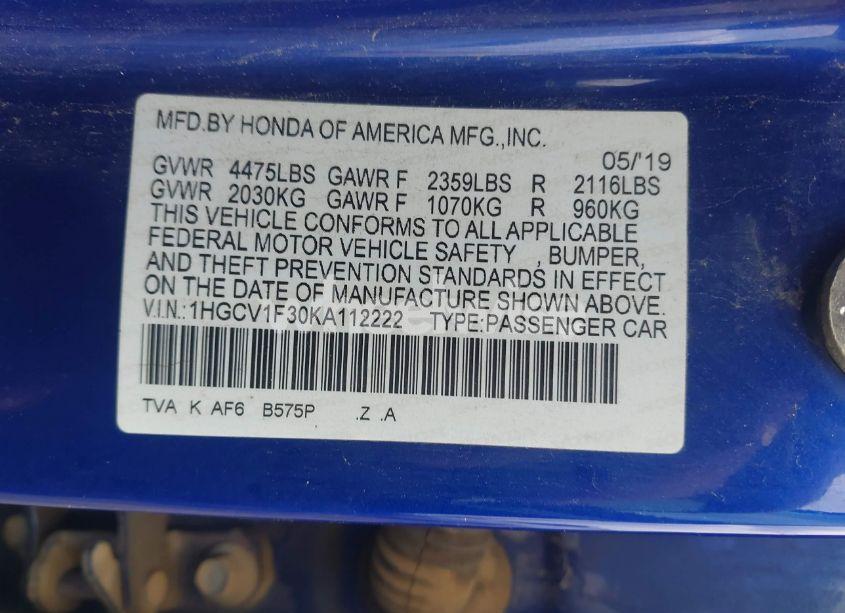 MFD.BY HONDA OF AMERICA MFG.,INC.
05/'19
GVWR 4475LBS GAWR F 2359LBS R 2116LBS
GVWR 2030KG GAWR F 1070KG R 960KG
THIS VEHICLE CONFORMS TO ALL APPLICABLE
FEDERAL MOTOR VEHICLE SAFETY , BUMPER,
AND THEFT PREVENTION STANDARDS IN EFFECT
ON THE DATE OF MANUFACTURE SHOWN ABOVE.
V.I.N.:1HGCV1F30KA112222 TYPE:PASSENGER CAR
TVA K AF6 B575P .Z .A